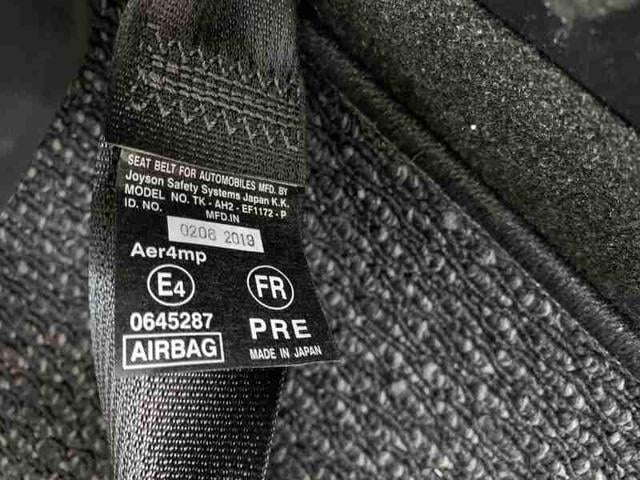 SEAT BELT FOR AUTOMOBILES MFD. BY
Joyson Safety Systems Japan K.K.
MODEL NO. TK - AH2 - EF1172 - P
ID. NO. MFD.IN
0206 2019
Aer4mp
E4 FR
0645287 PRE
AIRBAG MADE IN JAPAN